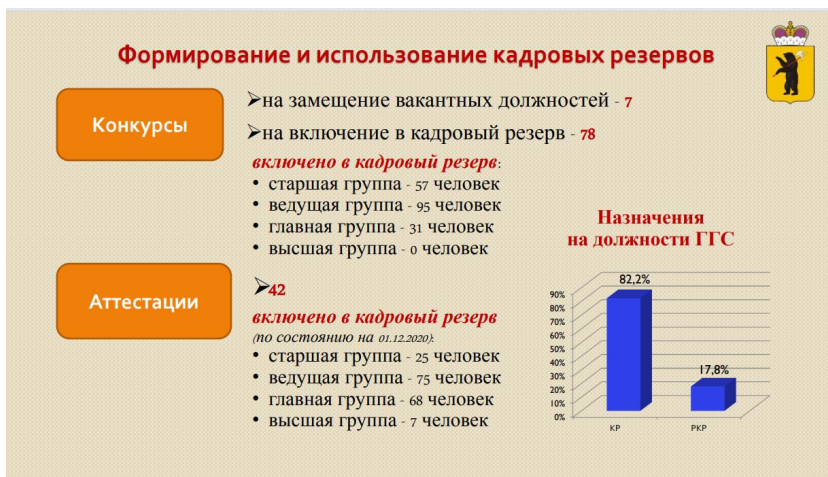 Формирование и использование кадровых резервов
Конкурсы
➢на замещение вакантных должностей - 7
➢на включение в кадровый резерв - 78
включено в кадровый резерв:
• старшая группа - 57 человек
• ведущая группа - 95 человек
• главная группа - 31 человек
• высшая группа - 0 человек
Аттестации
➢42
включено в кадровый резерв
(по состоянию на 01.12.2020):
• старшая группа - 25 человек
• ведущая группа - 75 человек
• главная группа - 68 человек
• высшая группа - 7 человек
Назначения
на должности ГГС
82,2%
17,8%
90%
80%
70%
60%
50%
40%
30%
20%
10%
0%
КР
РКР